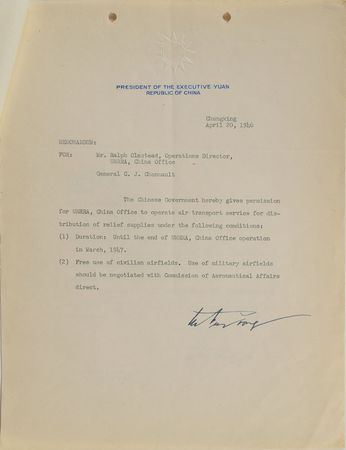 PRESIDENT OF THE EXECUTIVE YUAN
REPUBLIC OF CHINA
Chungking
April 20, 1946
MEMORANDUM:
FOR: Mr. Ralph Olmstead, Operations Director,
UNRRA, China Office
General C. J. Chennault
The Chinese Government hereby gives permission
for UNRRA, China Office to operate air transport service for dis-
tribution of relief supplies under the following conditions:
(1) Duration: Until the end of UNRRA, China Office operation
in March, 1947.
(2) Free use of civilian airfields. Use of military airfields
should be negotiated with Commission of Aeronautical Affairs
direct.